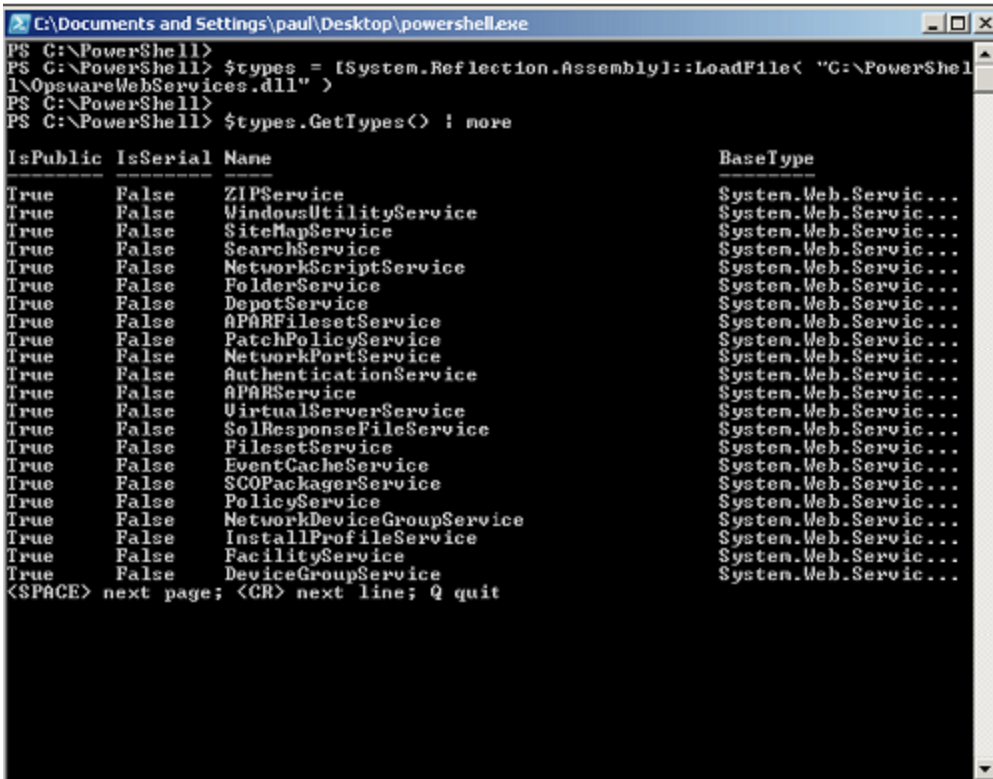 C:\Documents and Settings\paul\Desktop\powershell.exe
PS C:\PowerShell>
PS C:\PowerShell> $types = [System.Reflection.Assembly]::LoadFile( "C:\PowerShel
l\OpswareWebServices.dll" )
PS C:\PowerShell>
PS C:\PowerShell> $types.GetTypes() | more
IsPublic IsSerial Name BaseType
-------- -------- ---- --------
True False ZIPService System.Web.Servic...
True False WindowsUtilityService System.Web.Servic...
True False SiteMapService System.Web.Servic...
True False SearchService System.Web.Servic...
True False NetworkScriptService System.Web.Servic...
True False FolderService System.Web.Servic...
True False DepotService System.Web.Servic...
True False APARFilesetService System.Web.Servic...
True False PatchPolicyService System.Web.Servic...
True False NetworkPortService System.Web.Servic...
True False AuthenticationService System.Web.Servic...
True False APARService System.Web.Servic...
True False VirtualServerService System.Web.Servic...
True False SolResponseFileService System.Web.Servic...
True False FilesetService System.Web.Servic...
True False EventCacheService System.Web.Servic...
True False SCOPackagerService System.Web.Servic...
True False PolicyService System.Web.Servic...
True False NetworkDeviceGroupService System.Web.Servic...
True False InstallProfileService System.Web.Servic...
True False FacilityService System.Web.Servic...
True False DeviceGroupService System.Web.Servic...
<SPACE> next page; <CR> next line; Q quit